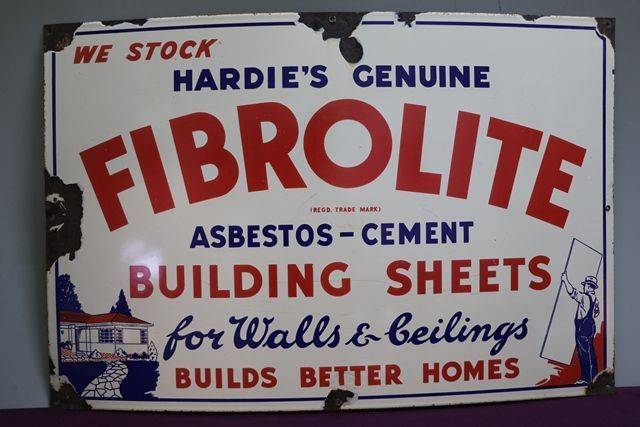 WE STOCK
HARDIE'S GENUINE
FIBROLITE
(REGD. TRADE MARK)
ASBESTOS-CEMENT
BUILDING SHEETS
for Walls & Ceilings
BUILDS BETTER HOMES